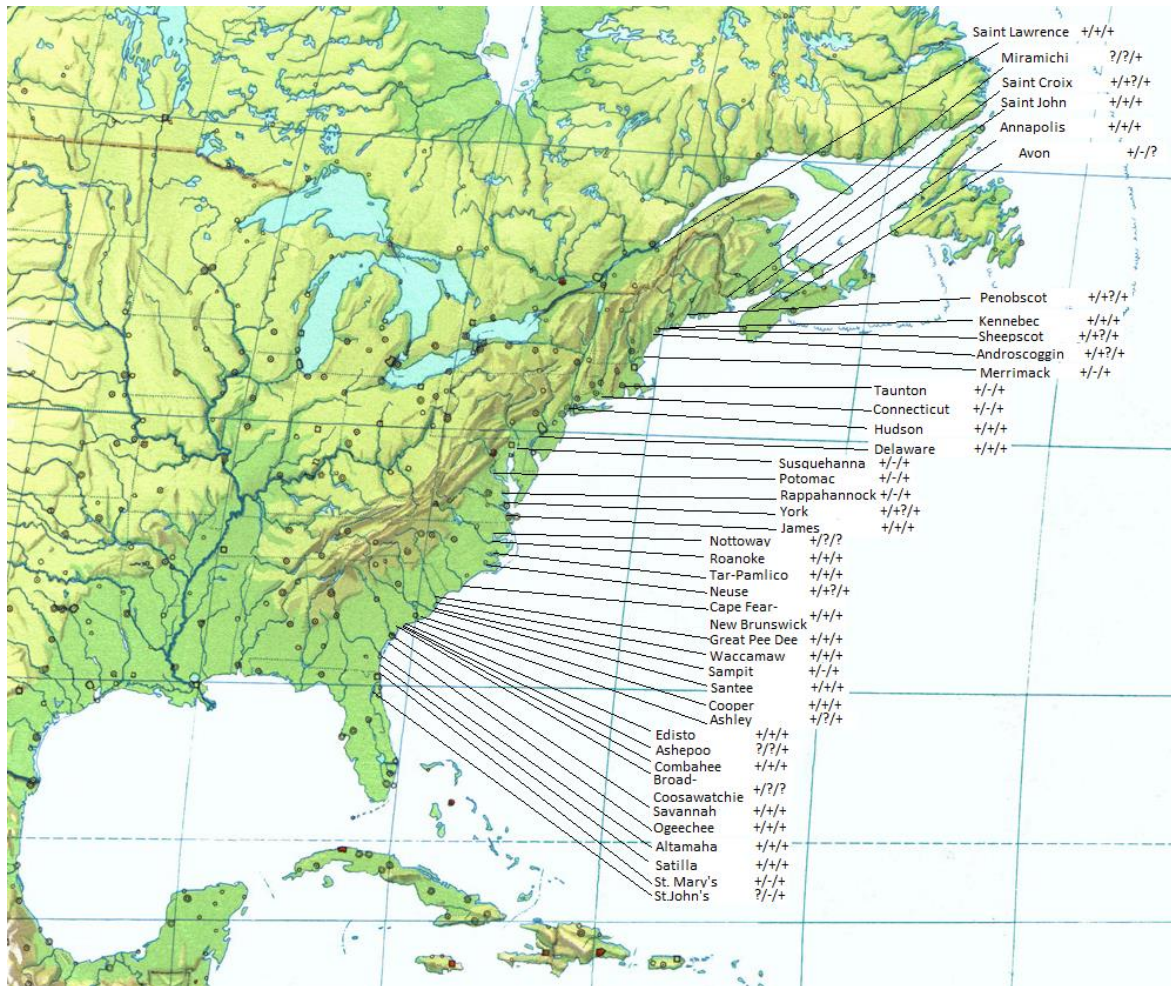 Saint Lawrence +/+/+
Miramichi ?/?/+
Saint Croix +/+?/+
Saint John +/+/+
Annapolis +/+/+
Avon +/-/?
Penobscot +/+?/+
Kennebec +/+/+
Sheepscot +/+?/+
Androscoggin +/+?/+
Merrimack +/-/+
Taunton +/-/+
Connecticut +/-/+
Hudson +/+/+
Delaware +/+/+
Susquehanna +/-/+
Potomac +/-/+
Rappahannock +/-/+
York +/+?/+
James +/+/+
Nottoway +/?/?
Roanoke +/+/+
Tar-Pamlico +/+/+
Neuse +/+?/+
Cape Fear-
New Brunswick +/+/+
Great Pee Dee +/+/+
Waccamaw +/+/+
Sampit +/-/+
Santee +/+/+
Cooper +/+/+
Ashley +/?/+
Edisto +/+/+
Ashepoo ?/?/+
Combahee +/+/+
Broad-
Coosawatchie +/?/?
Savannah +/+/+
Ogeechee +/+/+
Altamaha +/+/+
Satilla +/+/+
St. Mary's +/-/+
St.John's ?/-/+